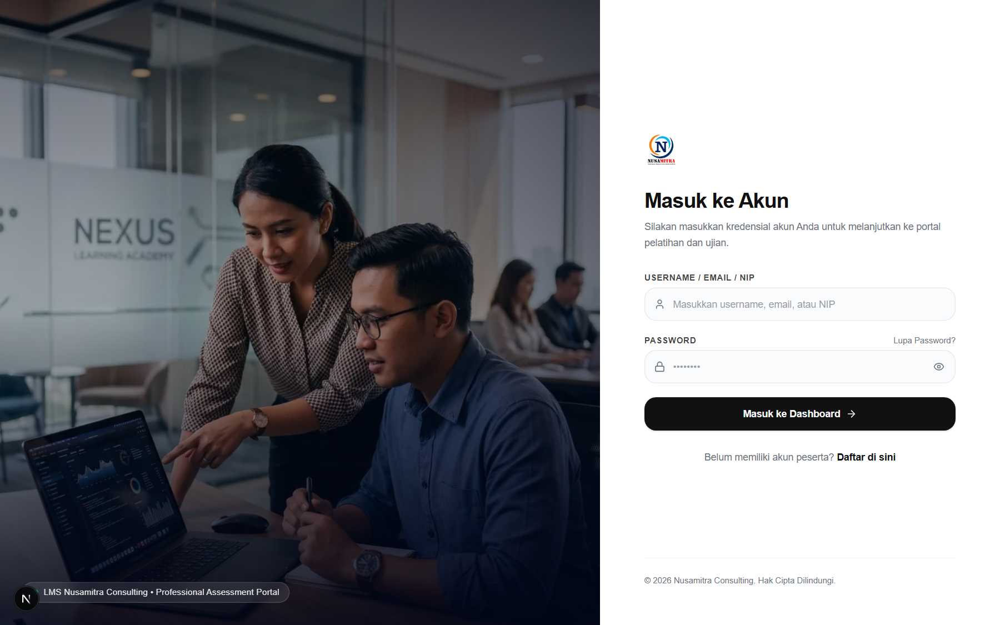 NEXUS
LEARNING ACADEMY
LMS Nusamitra Consulting • Professional Assessment Portal
N
N
NUSAMITRA
Masuk ke Akun
Silakan masukkan kredensial akun Anda untuk melanjutkan ke portal
pelatihan dan ujian.
USERNAME / EMAIL / NIP
Masukkan username, email, atau NIP
PASSWORD
Lupa Password?
••••••••
Masuk ke Dashboard →
Belum memiliki akun peserta? Daftar di sini
© 2026 Nusamitra Consulting. Hak Cipta Dilindungi.